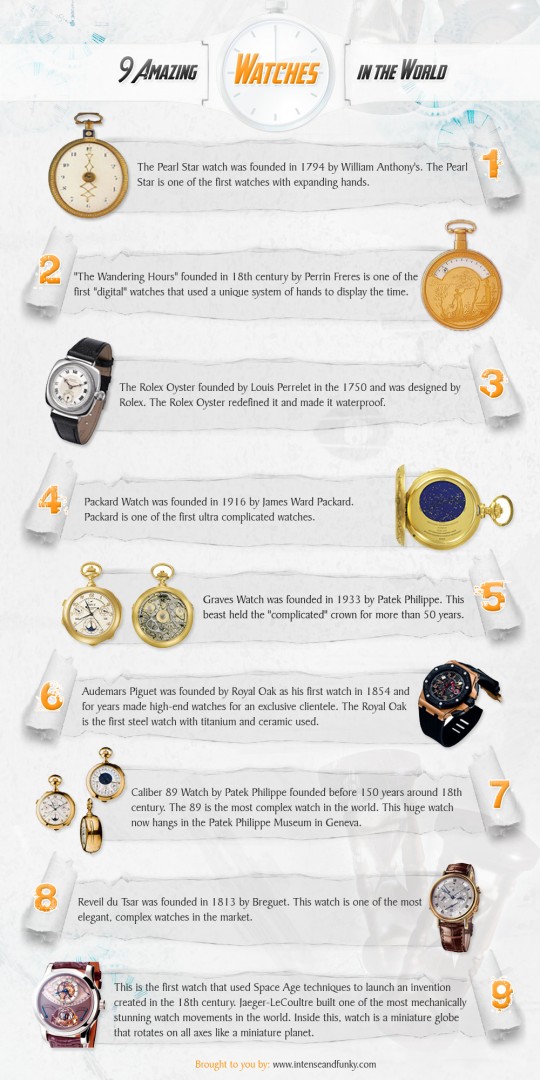 9 Amazing Watches in the World
1
The Pearl Star watch was founded in 1794 by William Anthony's. The Pearl
Star is one of the first watches with expanding hands.
2
"The Wandering Hours" founded in 18th century by Perrin Freres is one of the
first "digital" watches that used a unique system of hands to display the time.
3
The Rolex Oyster founded by Louis Perrelet in the 1750 and was designed by
Rolex. The Rolex Oyster redefined it and made it waterproof.
4
Packard Watch was founded in 1916 by James Ward Packard.
Packard is one of the first ultra complicated watches.
5
Graves Watch was founded in 1933 by Patek Philippe. This
beast held the "complicated" crown for more than 50 years.
6
Audemars Piguet was founded by Royal Oak as his first watch in 1854 and
for years made high-end watches for an exclusive clientele. The Royal Oak
is the first steel watch with titanium and ceramic used.
7
Caliber 89 Watch by Patek Philippe founded before 150 years around 18th
century. The 89 is the most complex watch in the world. This huge watch
now hangs in the Patek Philippe Museum in Geneva.
8
Reveil du Tsar was founded in 1813 by Breguet. This watch is one of the most
elegant, complex watches in the market.
9
This is the first watch that used Space Age techniques to launch an invention
created in the 18th century. Jaeger-LeCoultre built one of the most mechanically
stunning watch movements in the world. Inside this, watch is a miniature globe
that rotates on all axes like a miniature planet.
Brought to you by: www.intenseandfunky.com